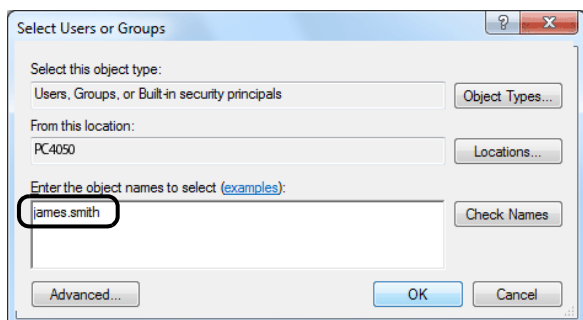 Select Users or Groups
Select this object type:
Users, Groups, or Built-in security principals
Object Types...
From this location:
PC4050
Locations...
Enter the object names to select (examples):
james.smith
Check Names
Advanced...
OK
Cancel